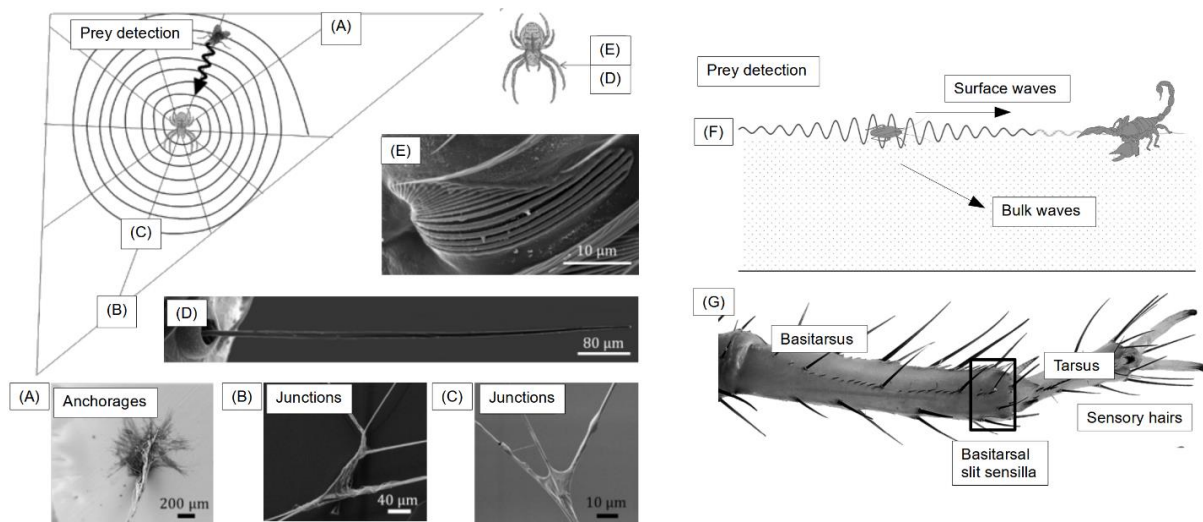 Prey detection
(A)
(E)
(D)
(C)
(B)
(E)
10 µm
(D)
80 µm
(A)
Anchorages
200 µm
(B)
Junctions
40 µm
(C)
Junctions
10 µm
Prey detection
Surface waves
(F)
Bulk waves
(G)
Basitarsus
Tarsus
Sensory hairs
Basitarsal
slit sensilla